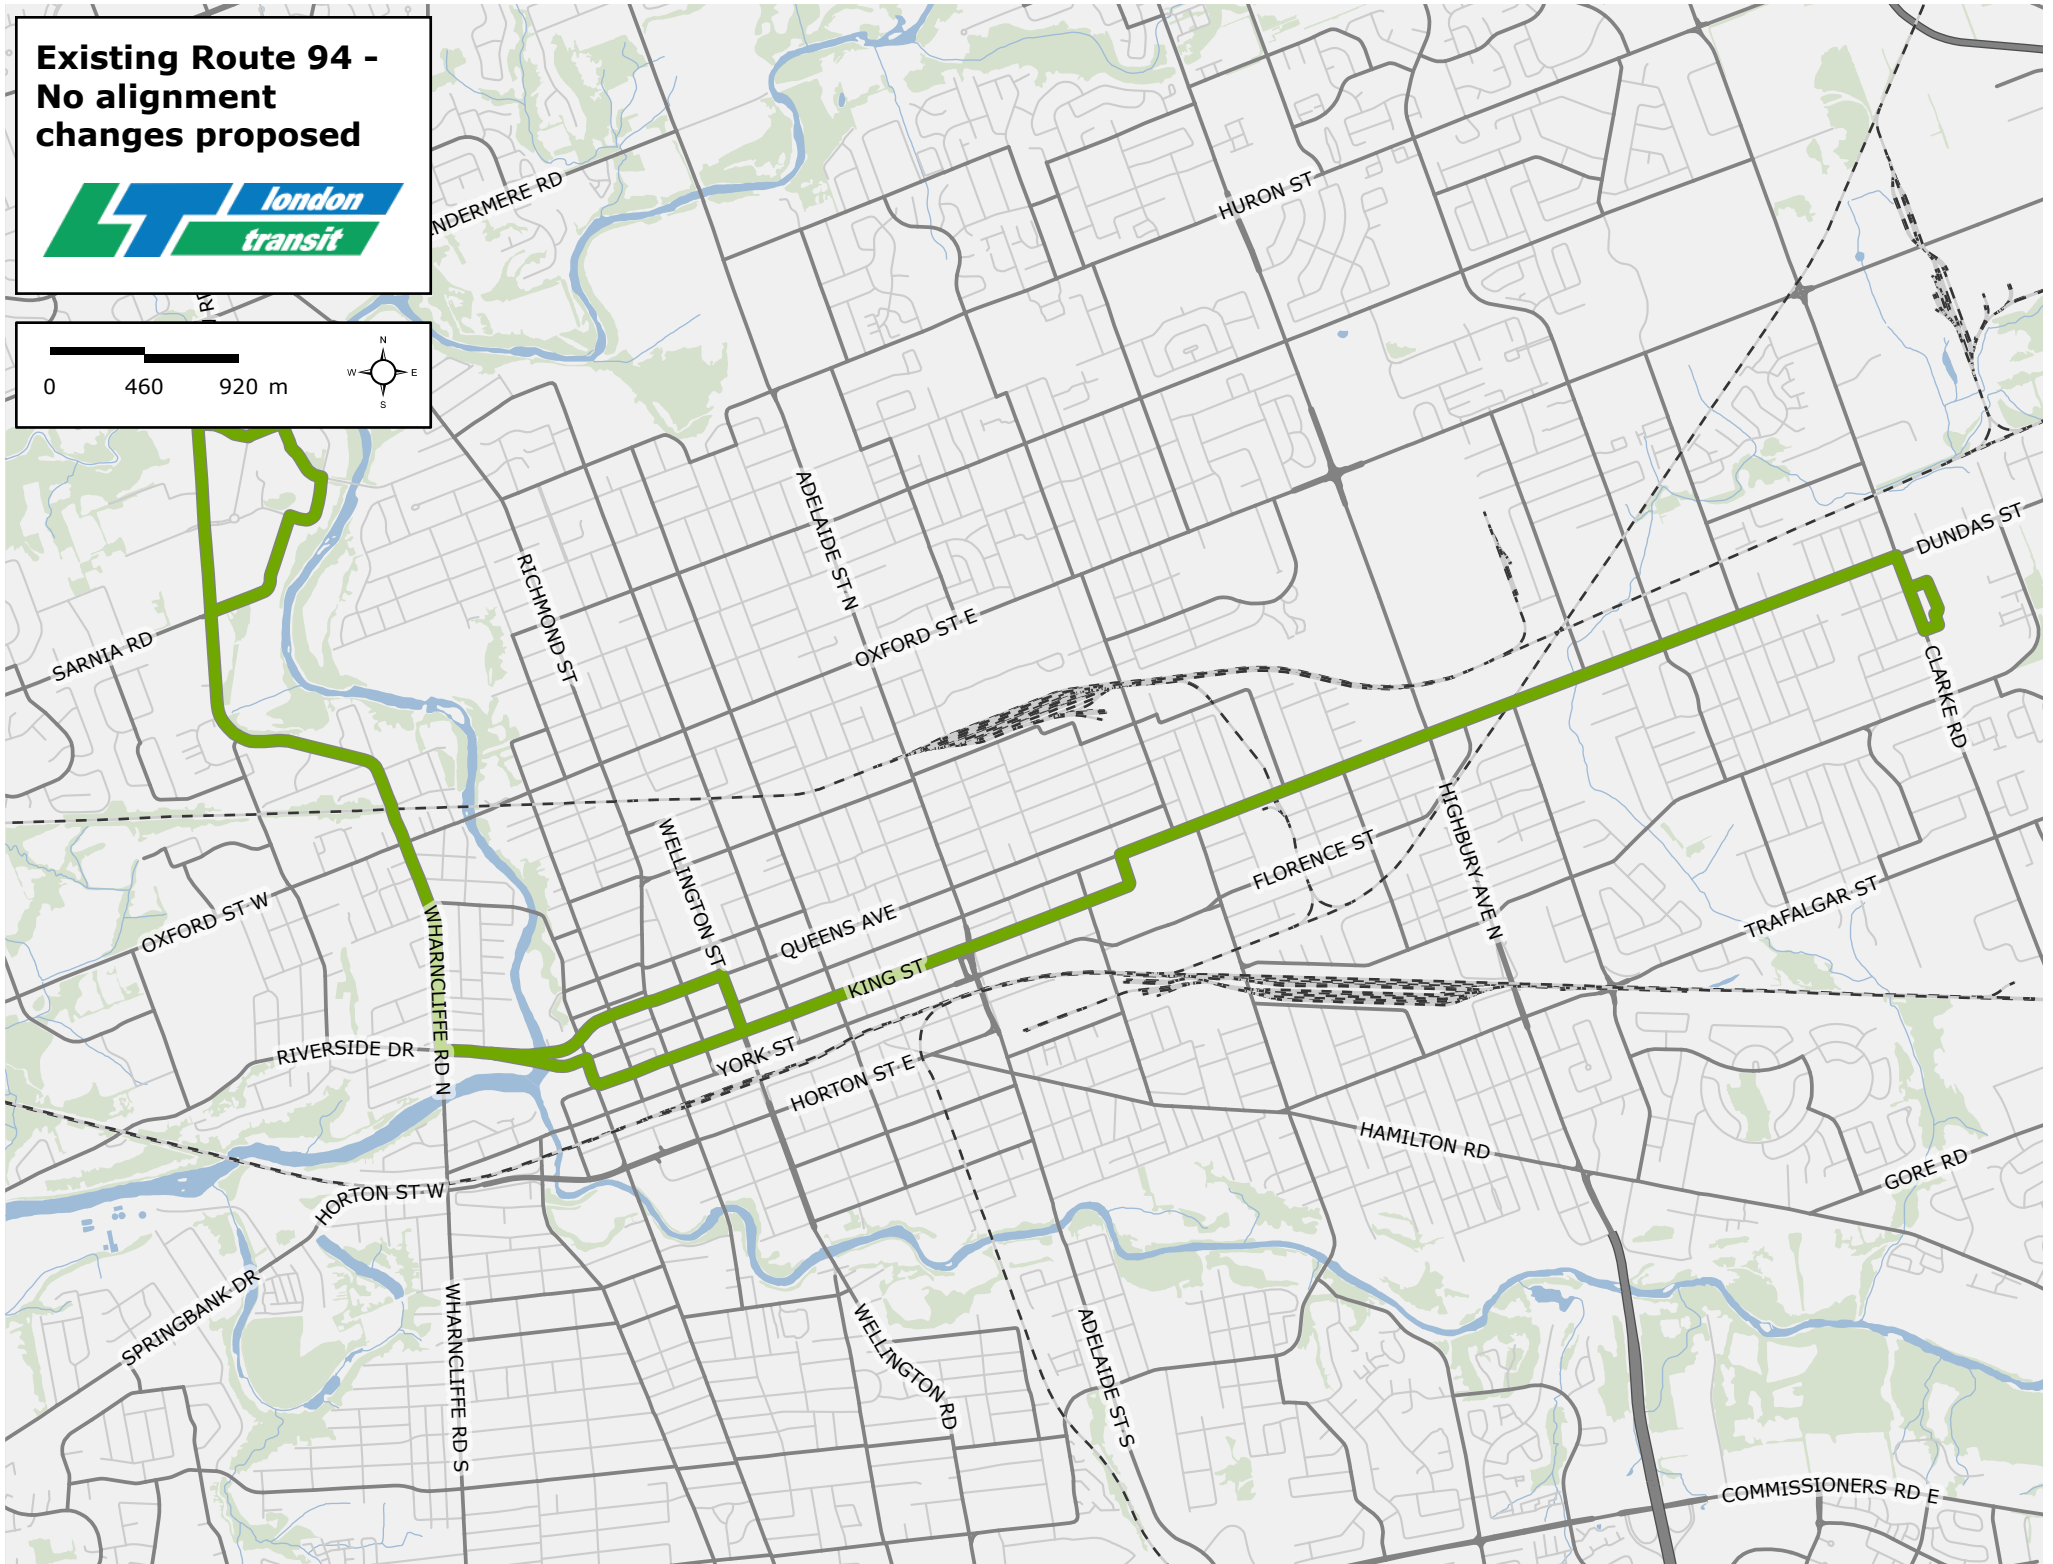 Existing Route 94 -
No alignment
changes proposed
london
transit
0 460 920 m
N
W E
S
NDERMERE RD
HURON ST
DUNDAS ST
ADELAIDE ST N
RICHMOND ST
OXFORD ST E
SARNIA RD
CLARKE RD
WELLINGTON ST
HIGHBURY AVE N
FLORENCE ST
TRAFALGAR ST
OXFORD ST W
QUEENS AVE
KING ST
WHARNCLIFFE RD N
RIVERSIDE DR
YORK ST
HORTON ST E
HAMILTON RD
GORE RD
HORTON ST W
SPRINGBANK DR
WHARNCLIFFE RD S
WELLINGTON RD
ADELAIDE ST S
COMMISSIONERS RD E